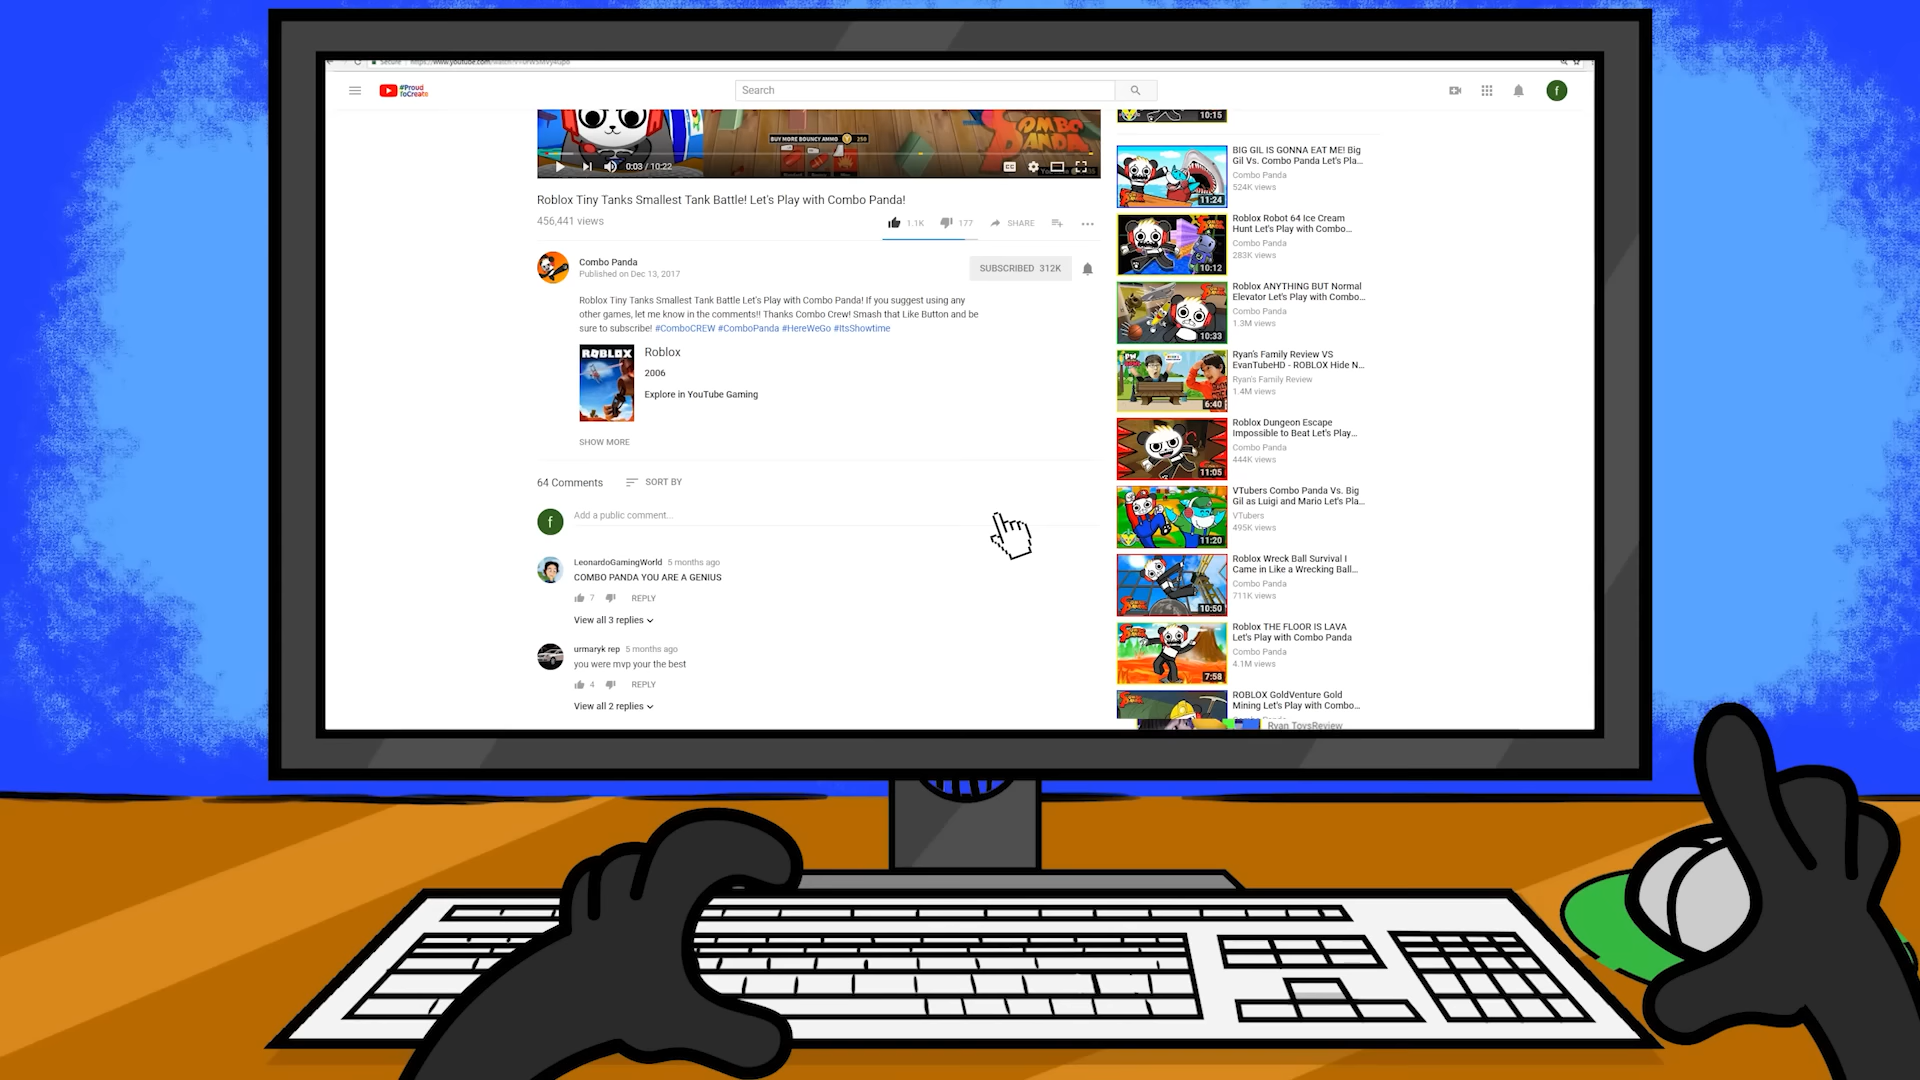 Secure
#Proud
ToCreate
Search
f
BUY MORE BOUNCY AMMO 250
COMBO
PANDA
0:03 / 10:22
CC
Roblox Tiny Tanks Smallest Tank Battle! Let's Play with Combo Panda!
456,441 views
1.1K 177 SHARE
Combo Panda
Published on Dec 13, 2017
SUBSCRIBED 312K
Roblox Tiny Tanks Smallest Tank Battle Let's Play with Combo Panda! If you suggest using any
other games, let me know in the comments!! Thanks Combo Crew! Smash that Like Button and be
sure to subscribe! #ComboCREW #ComboPanda #HereWeGo #ItsShowtime
ROBLOX
Roblox
2006
Explore in YouTube Gaming
SHOW MORE
64 Comments SORT BY
f
Add a public comment...
LeonardoGamingWorld 5 months ago
COMBO PANDA YOU ARE A GENIUS
7 REPLY
View all 3 replies
urmaryk rep 5 months ago
you were mvp your the best
4 REPLY
View all 2 replies
10:15
BIG GIL IS GONNA EAT ME! Big
Gil Vs. Combo Panda Let's Pla...
Combo Panda
524K views
11:24
Roblox Robot 64 Ice Cream
Hunt Let's Play with Combo...
Combo Panda
283K views
10:12
Roblox ANYTHING BUT Normal
Elevator Let's Play with Combo...
Combo Panda
1.3M views
10:33
Ryan's Family Review VS
EvanTubeHD - ROBLOX Hide N...
Ryan's Family Review
1.4M views
6:40
Roblox Dungeon Escape
Impossible to Beat Let's Play...
Combo Panda
444K views
11:05
VTubers Combo Panda Vs. Big
Gil as Luigi and Mario Let's Pla...
VTubers
495K views
11:20
Roblox Wreck Ball Survival I
Came in Like a Wrecking Ball...
Combo Panda
711K views
10:50
Roblox THE FLOOR IS LAVA
Let's Play with Combo Panda
Combo Panda
4.1M views
7:58
ROBLOX GoldVenture Gold
Mining Let's Play with Combo...
Ryan ToysReview